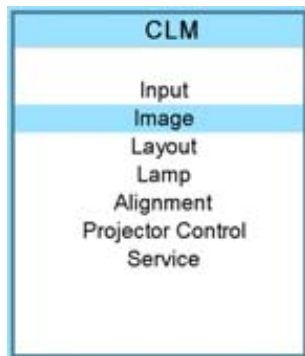 CLM
Input
Image
Layout
Lamp
Alignment
Projector Control
Service